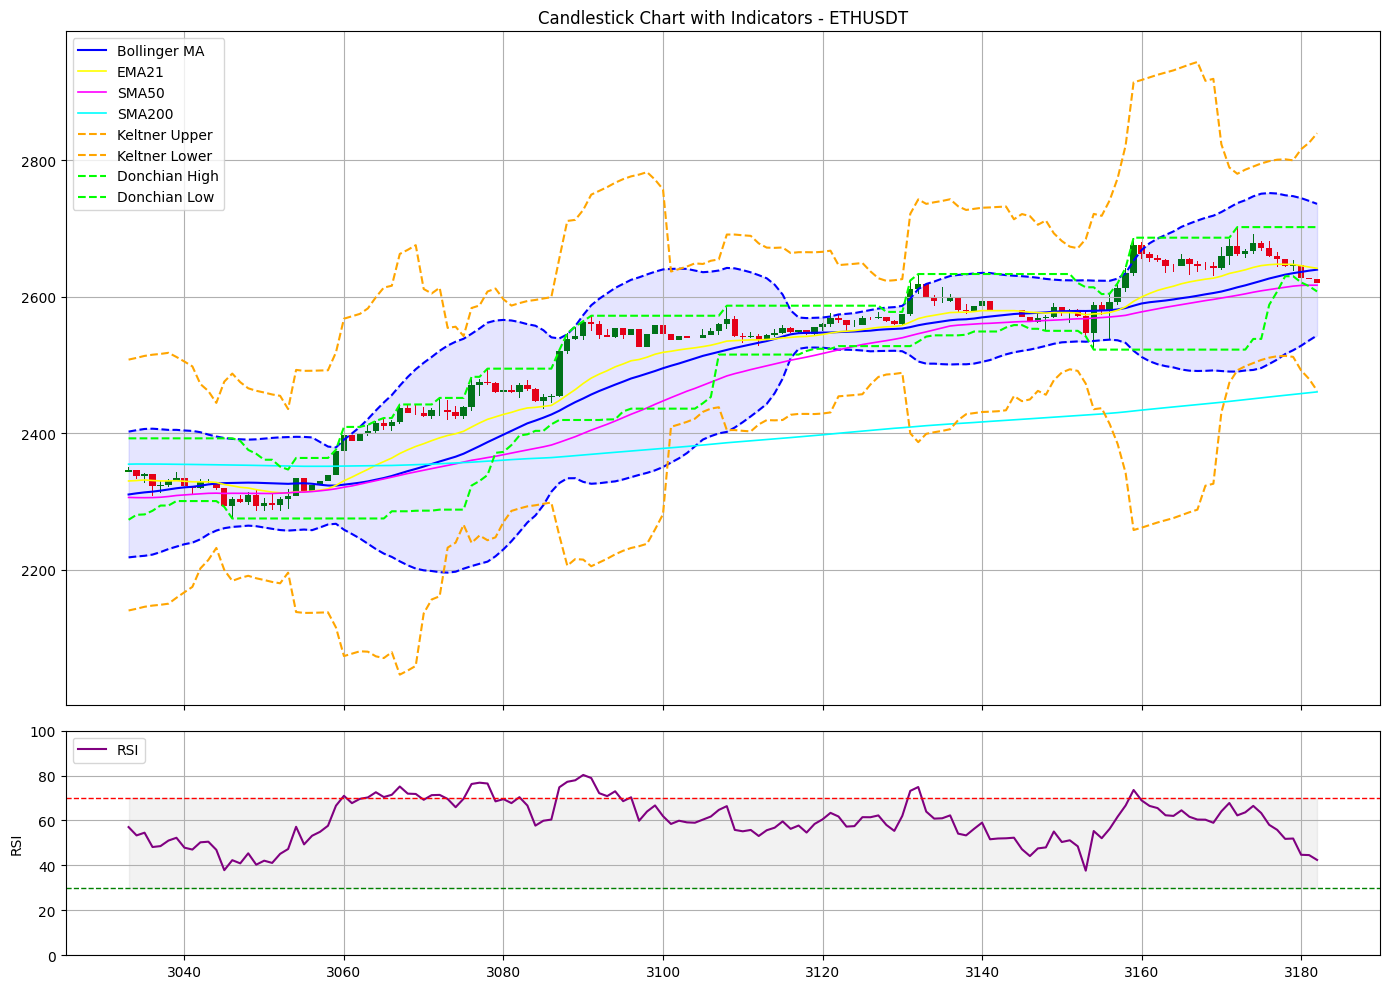 Candlestick Chart with Indicators - ETHUSDT
Bollinger MA
EMA21
SMA50
SMA200
Keltner Upper
Keltner Lower
Donchian High
Donchian Low
2800
2600
2400
2200
RSI
100
80
60
40
20
0
RSI
3040 3060 3080 3100 3120 3140 3160 3180